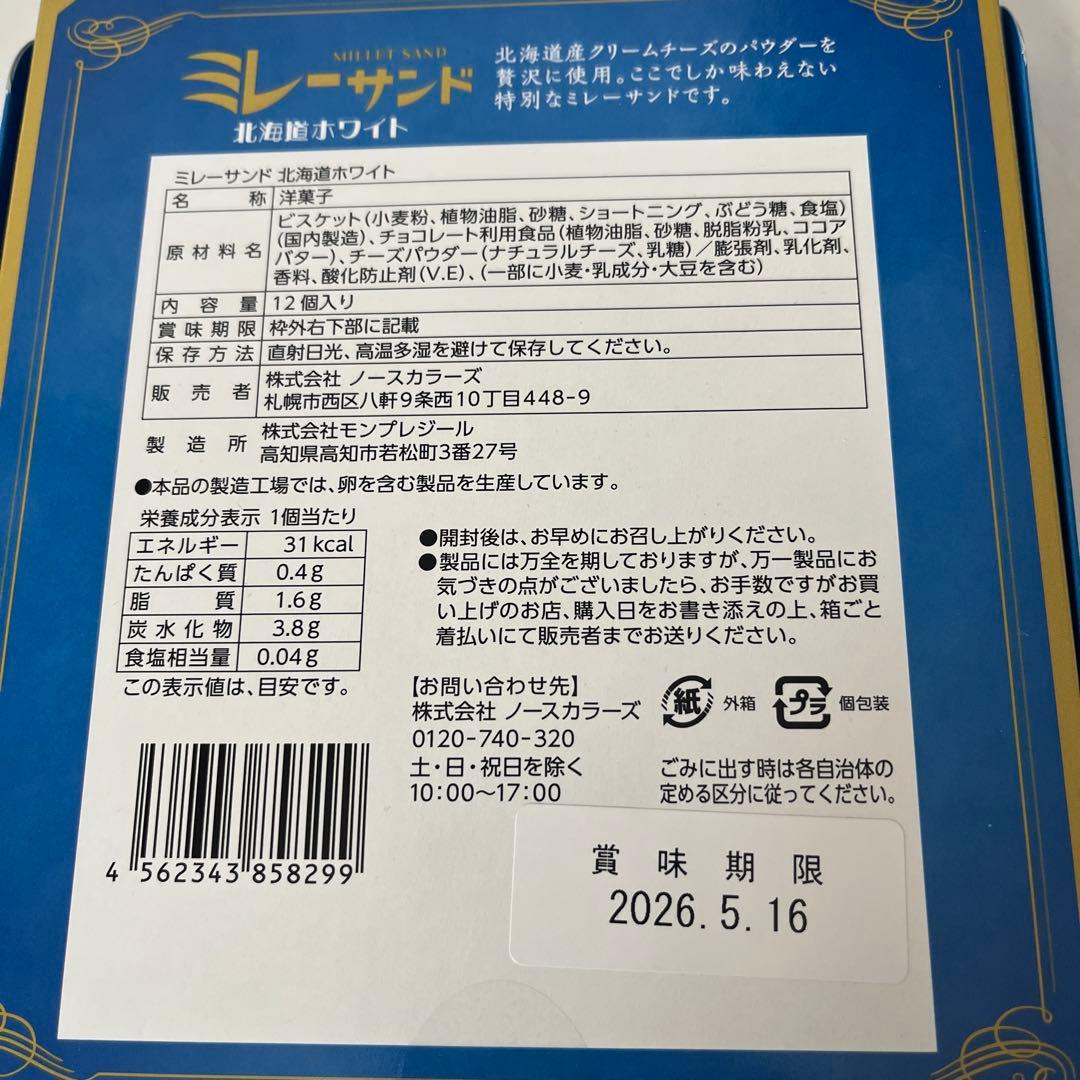 MILLET SAND
ミレーサンド
北海道ホワイト
北海道産クリームチーズのパウダーを
贅沢に使用。ここでしか味わえない
特別なミレーサンドです。
ミレーサンド 北海道ホワイト
名称 洋菓子
原材料名 ビスケット(小麦粉、植物油脂、砂糖、ショートニング、ぶどう糖、食塩)
(国内製造)、チョコレート利用食品(植物油脂、砂糖、脱脂粉乳、ココア
バター)、チーズパウダー(ナチュラルチーズ、乳糖)/膨張剤、乳化剤、
香料、酸化防止剤(V.E)、(一部に小麦・乳成分・大豆を含む)
内容量 12個入り
賞味期限 枠外右下部に記載
保存方法 直射日光、高温多湿を避けて保存してください。
販売者 株式会社 ノースカラーズ
札幌市西区八軒9条西10丁目448-9
製造所 株式会社モンプレジール
高知県高知市若松町3番27号
●本品の製造工場では、卵を含む製品を生産しています。
栄養成分表示 1個当たり
エネルギー 31kcal
たんぱく質 0.4g
脂質 1.6g
炭水化物 3.8g
食塩相当量 0.04g
この表示値は、目安です。
●開封後は、お早めにお召し上がりください。
●製品には万全を期しておりますが、万一製品にお
気づきの点がございましたら、お手数ですがお買
い上げのお店、購入日をお書き添えの上、箱ごと
着払いにて販売者までお送りください。
【お問い合わせ先】
株式会社 ノースカラーズ
0120-740-320
土・日・祝日を除く
10:00〜17:00
紙 外箱 プラ 個包装
ごみに出す時は各自治体の
定める区分に従ってください。
4 562343 858299
賞味期限
2026.5.16